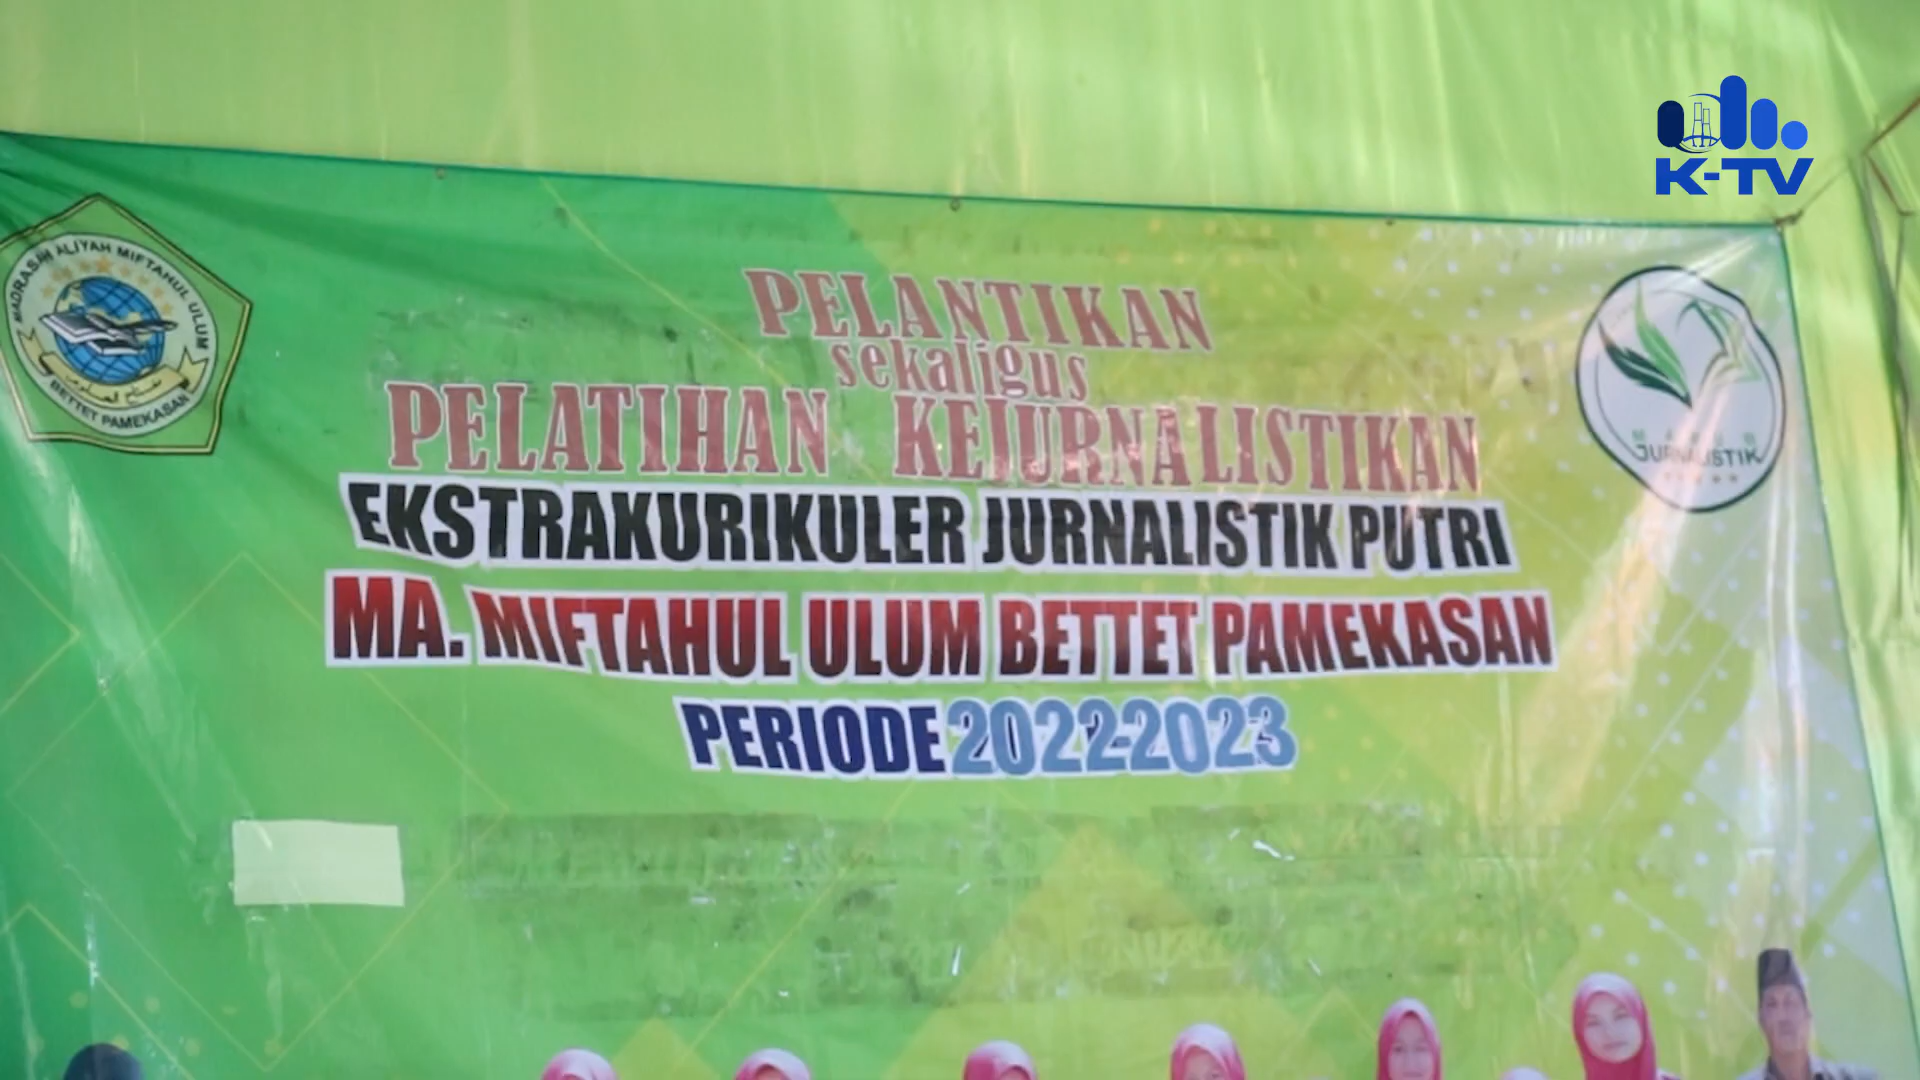 K-TV
MADRASAH ALIYAH MIFTAHUL ULUM
BETTET PAMEKASAN
PELANTIKAN
sekaligus
PELATIHAN KEJURNALISTIKAN
EKSTRAKURIKULER JURNALISTIK PUTRI
MA. MIFTAHUL ULUM BETTET PAMEKASAN
PERIODE 2022-2023
JURNALISTIK